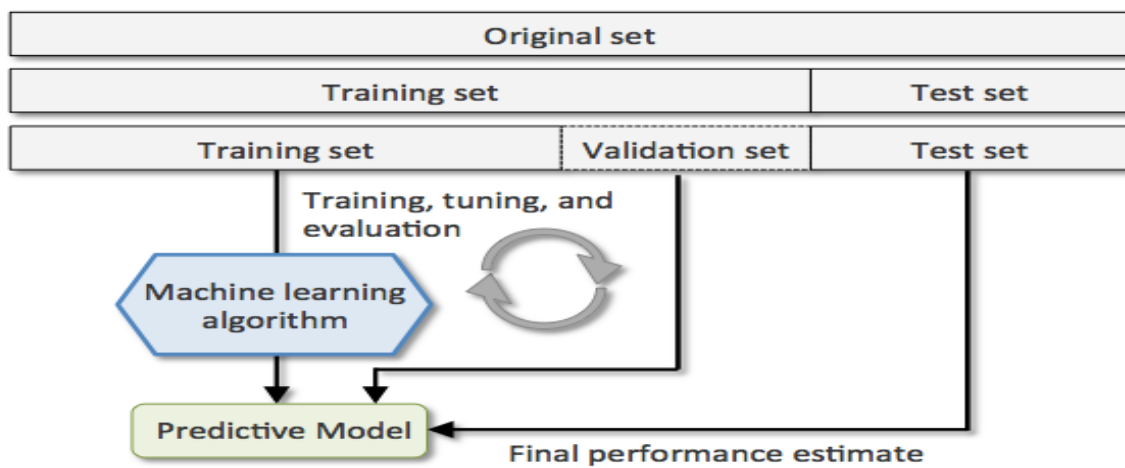 Original set
Training set
Test set
Training set
Validation set
Test set
Training, tuning, and
evaluation
Machine learning
algorithm
Predictive Model
Final performance estimate